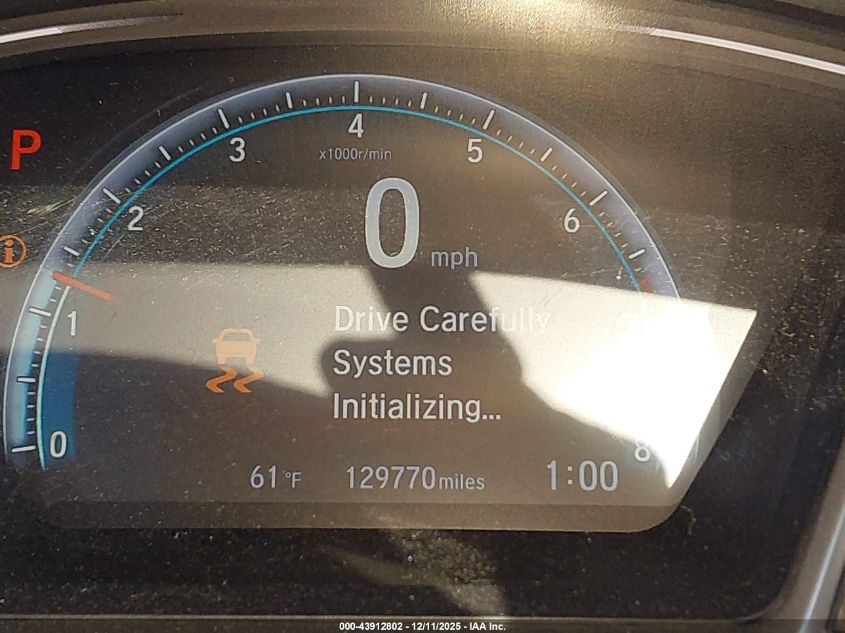 P
4
3
x1000r/min
5
2
0 mph
6
i
Drive Carefully
1
Systems
Initializing...
0
8
61°F 129770miles 1:00
000-43912802 - 12/11/2025 - IAA Inc.